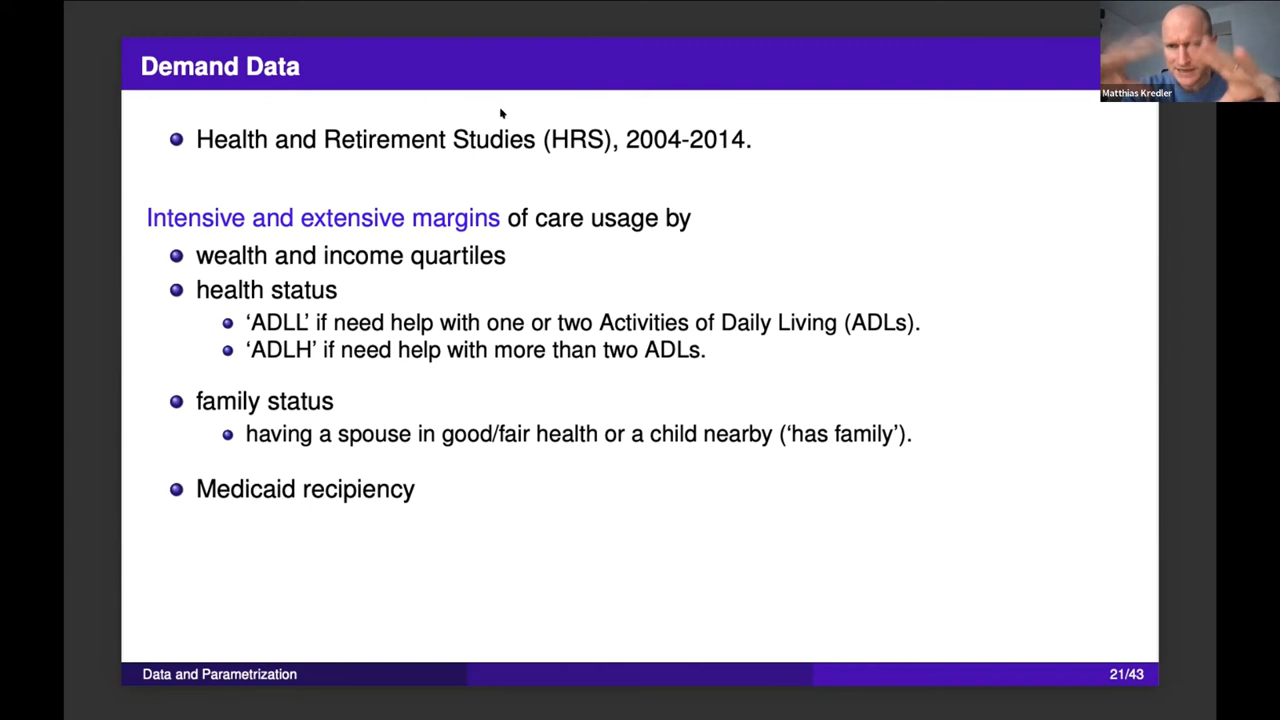 Demand Data
Matthias Kredler
Health and Retirement Studies (HRS), 2004-2014.
Intensive and extensive margins of care usage by
wealth and income quartiles
health status
‘ADLL’ if need help with one or two Activities of Daily Living (ADLs).
‘ADLH’ if need help with more than two ADLs.
family status
having a spouse in good/fair health or a child nearby (‘has family’).
Medicaid recipiency
Data and Parametrization
21/43